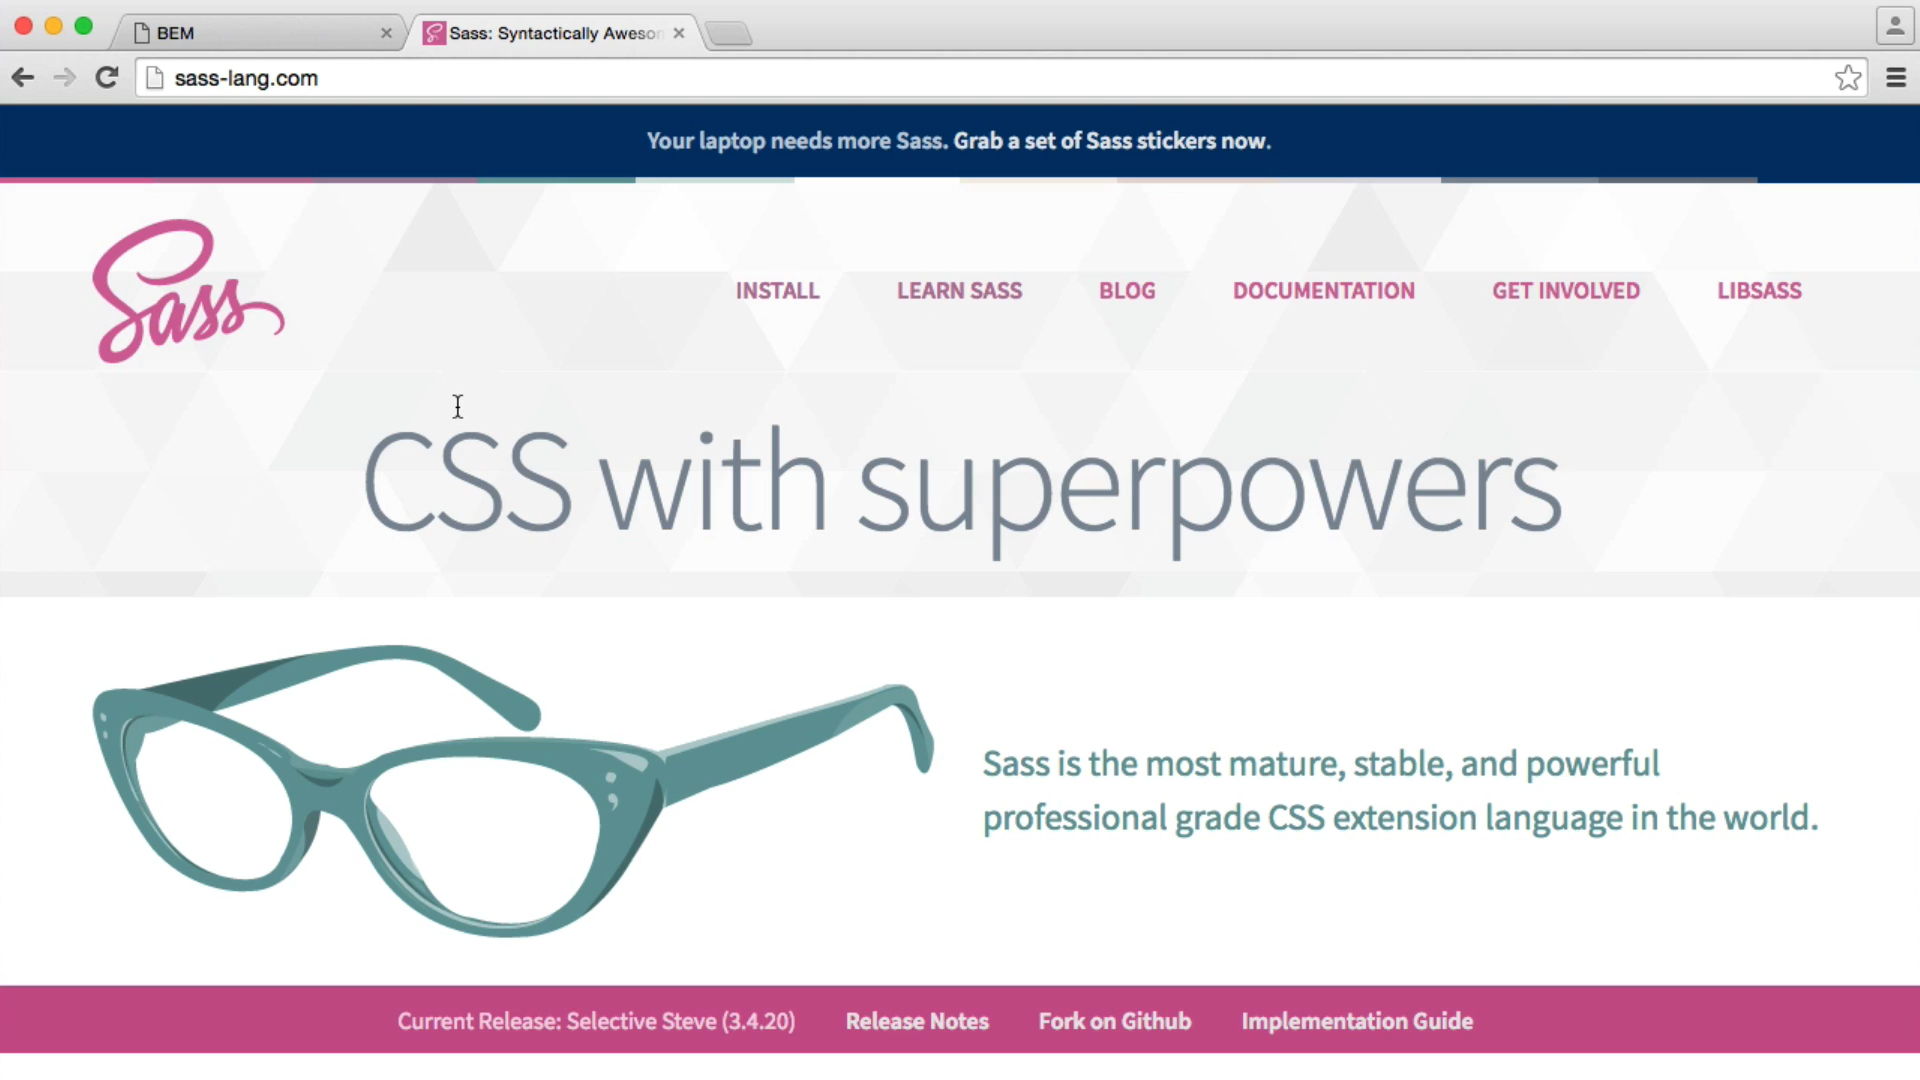 BEM
Sass: Syntactically Aweson
sass-lang.com
Your laptop needs more Sass. Grab a set of Sass stickers now.
Sass
INSTALL
LEARN SASS
BLOG
DOCUMENTATION
GET INVOLVED
LIBSASS
CSS with superpowers
Sass is the most mature, stable, and powerful
professional grade CSS extension language in the world.
Current Release: Selective Steve (3.4.20)
Release Notes
Fork on Github
Implementation Guide